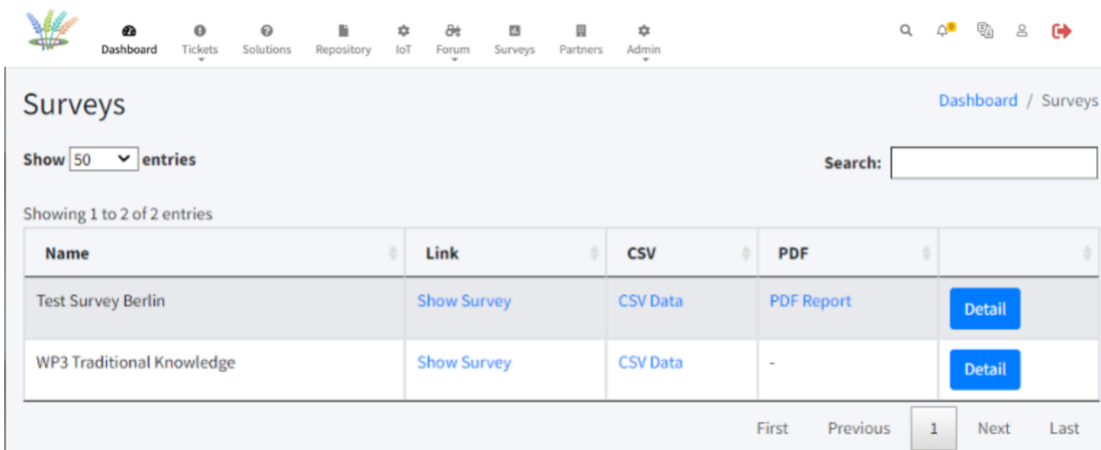 Dashboard Tickets Solutions Repository IoT Forum Surveys Partners Admin
Surveys
Dashboard / Surveys
Show 50 entries
Search:
Showing 1 to 2 of 2 entries
Name Link CSV PDF
Test Survey Berlin Show Survey CSV Data PDF Report Detail
WP3 Traditional Knowledge Show Survey CSV Data - Detail
First Previous 1 Next Last